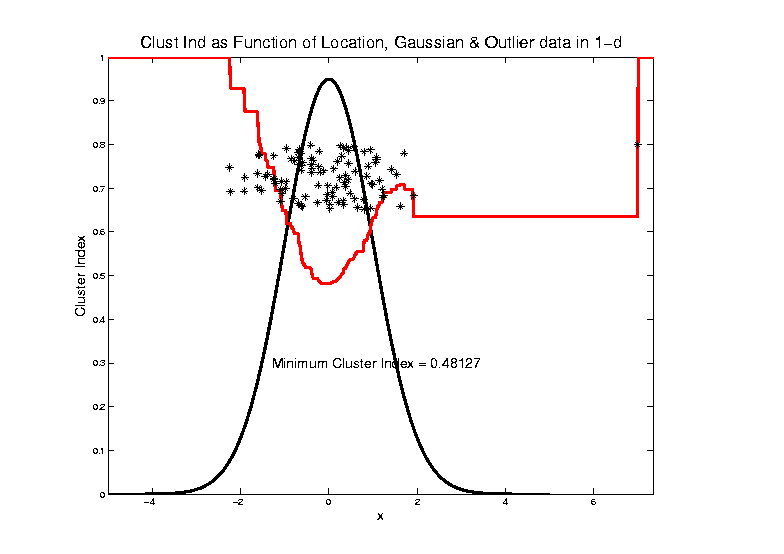 Clust Ind as Function of Location, Gaussian & Outlier data in 1-d
1
0.9
0.8
0.7
0.6
0.5
0.4
0.3
0.2
0.1
0
Cluster Index
Minimum Cluster Index = 0.48127
-4 -2 0 2 4 6
x